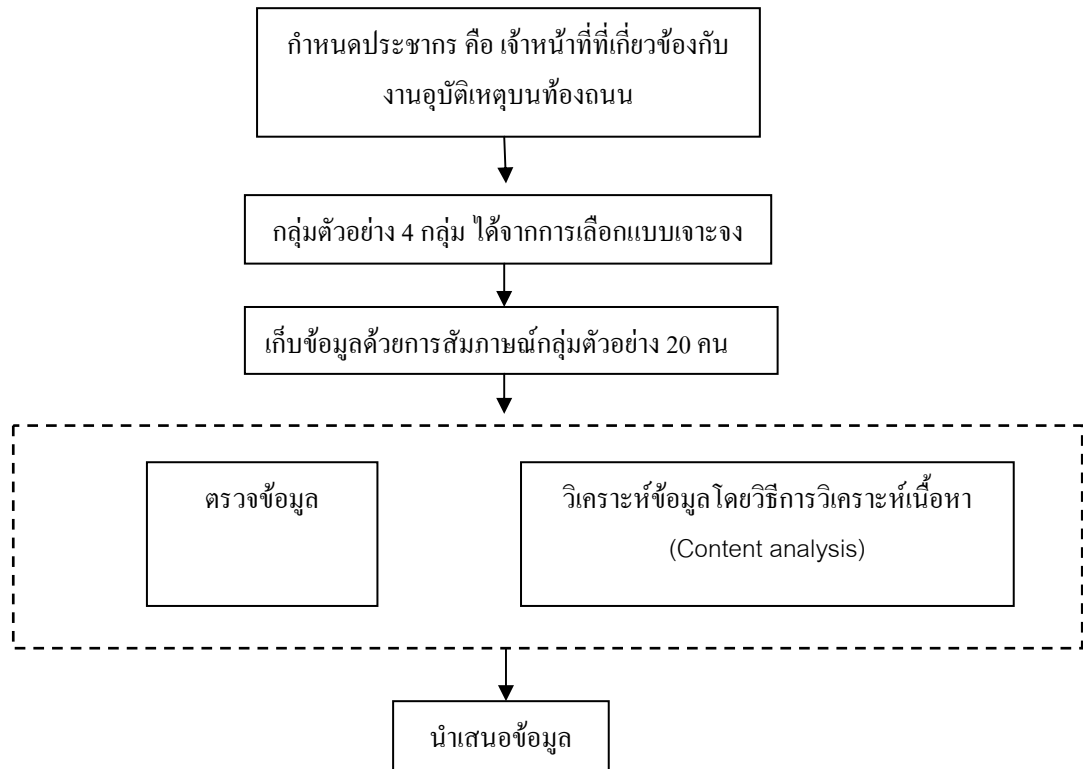 กำหนดประชากร คือ เจ้าหน้าที่ที่เกี่ยวข้องกับ
งานอุบัติเหตุบนท้องถนน
กลุ่มตัวอย่าง 4 กลุ่ม ได้จากการเลือกแบบเจาะจง
เก็บข้อมูลด้วยการสัมภาษณ์กลุ่มตัวอย่าง 20 คน
ตรวจข้อมูล
วิเคราะห์ข้อมูลโดยวิธีการวิเคราะห์เนื้อหา
(Content analysis)
นำเสนอข้อมูล